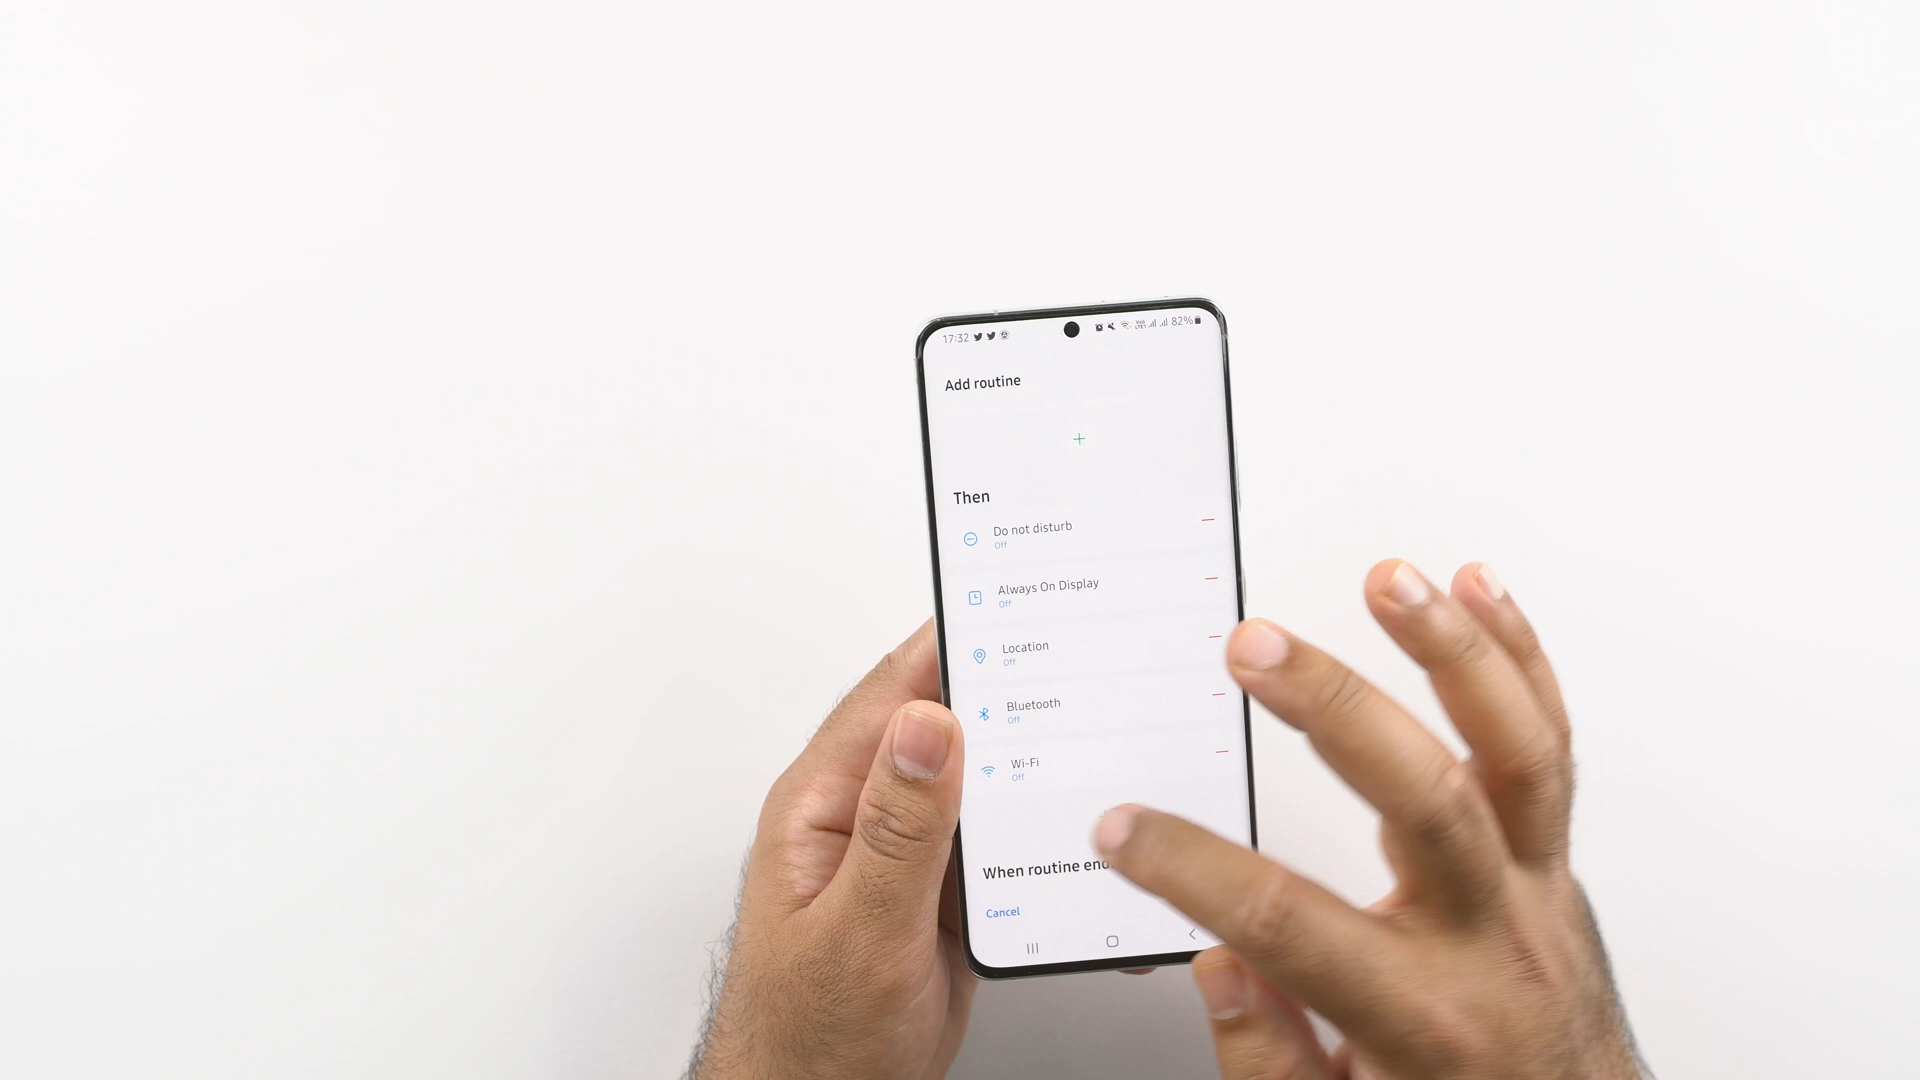 17:32
82%
Add routine
Then
Do not disturb
Off
Always On Display
Off
Location
Off
Bluetooth
Off
Wi-Fi
Off
When routine end
Cancel